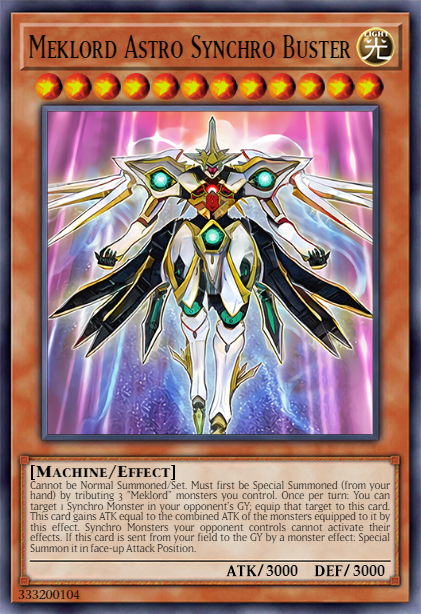 MEKLORD ASTRO SYNCHRO BUSTER
LIGHT
光
[MACHINE/EFFECT]
Cannot be Normal Summoned/Set. Must first be Special Summoned (from your
hand) by tributing 3 "Meklord" monsters you control. Once per turn: You can
target 1 Synchro Monster in your opponent's GY; equip that target to this card.
This card gains ATK equal to the combined ATK of the monsters equipped to it by
this effect. Synchro Monsters your opponent controls cannot activate their
effects. If this card is sent from your field to the GY by a monster effect: Special
Summon it in face-up Attack Position.
ATK/3000 DEF/3000
333200104